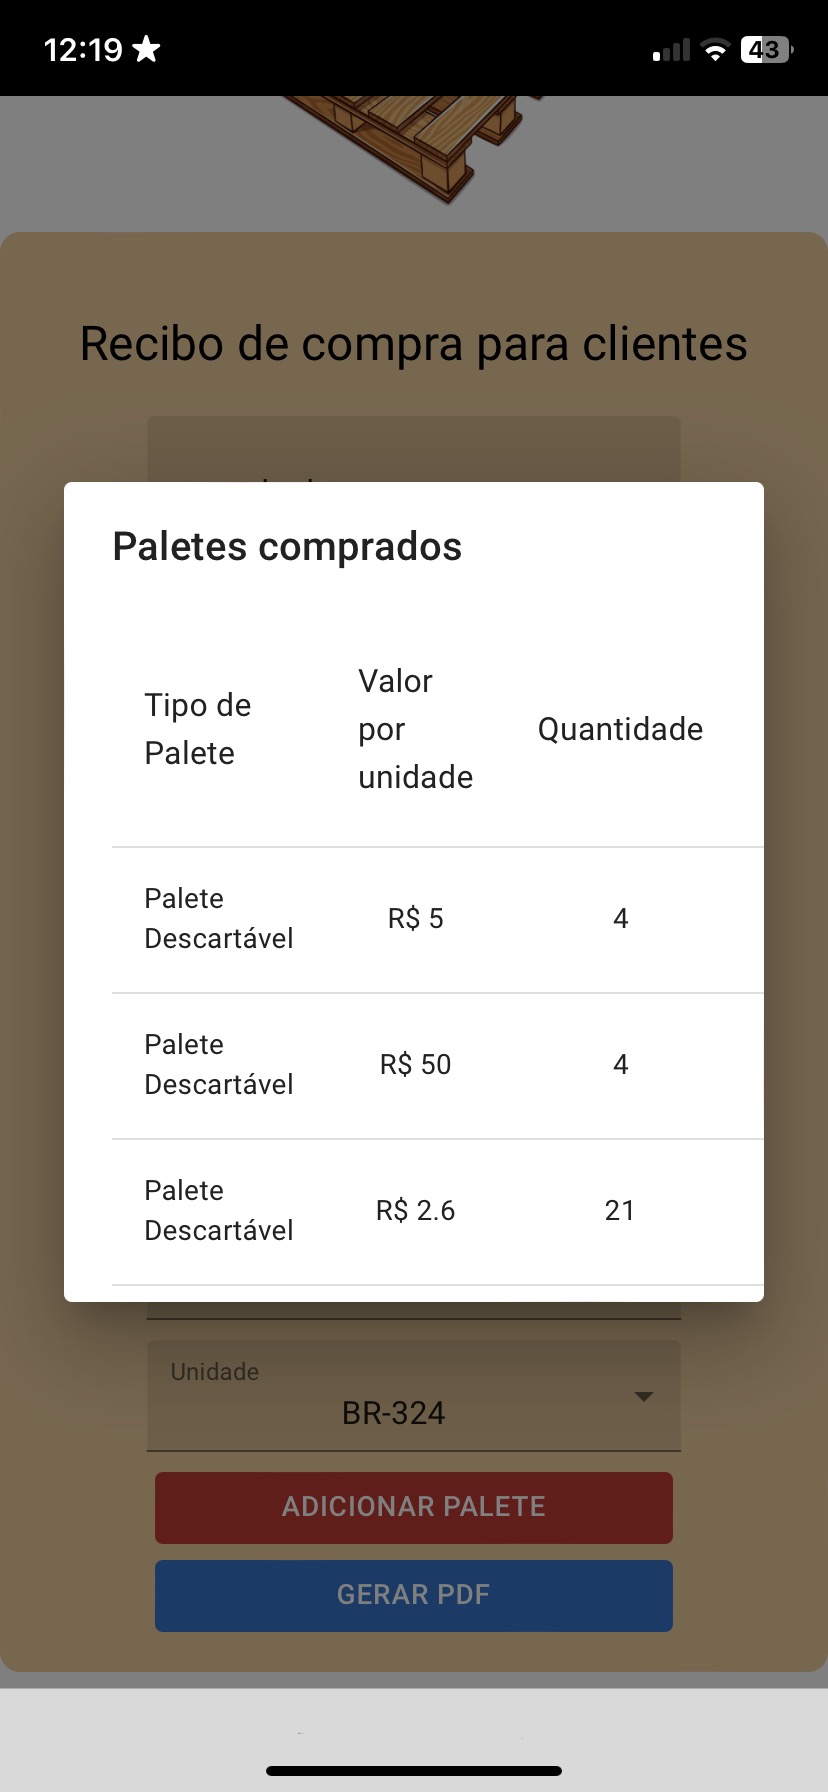 12:19
43
Recibo de compra para clientes
Paletes comprados
Tipo de
Palete
Valor
por
unidade
Quantidade
Palete
Descartável
R$ 5
4
Palete
Descartável
R$ 50
4
Palete
Descartável
R$ 2.6
21
Unidade
BR-324
ADICIONAR PALETE
GERAR PDF